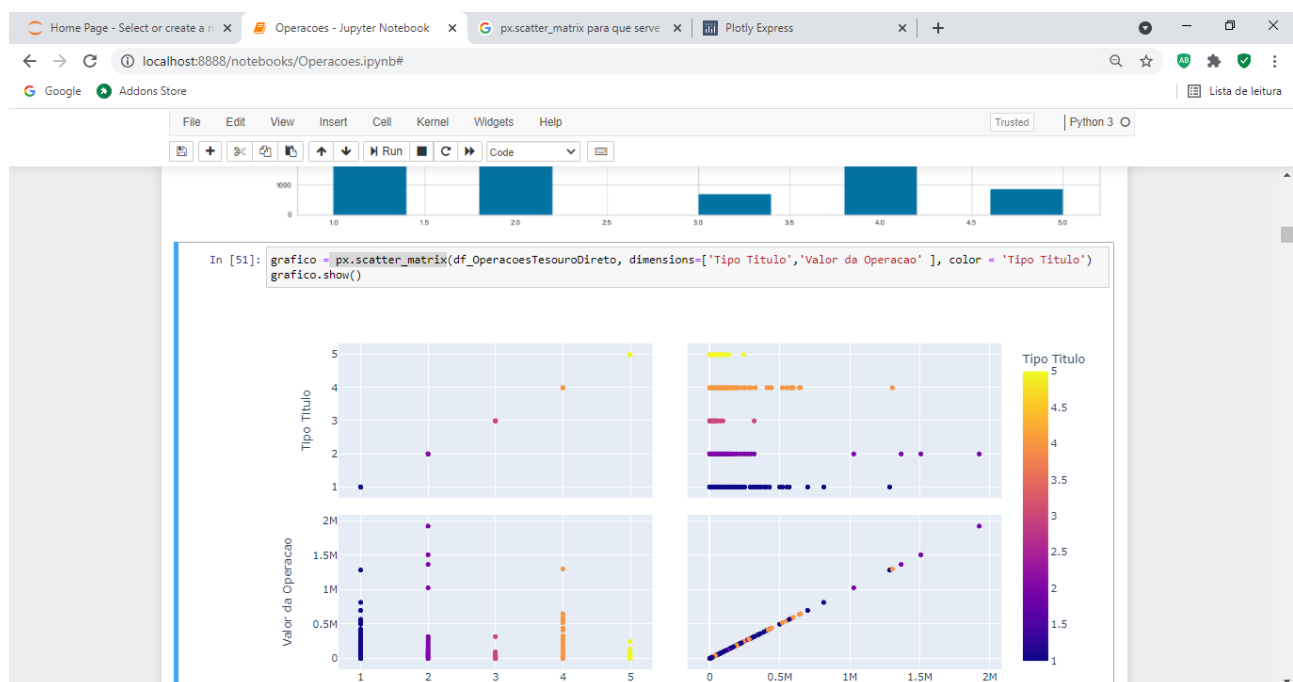 Home Page - Select or create a n
Operacoes - Jupyter Notebook
px.scatter_matrix para que serve
Plotly Express
localhost:8888/notebooks/Operacoes.ipynb#
AB
Google
Addons Store
Lista de leitura
File Edit View Insert Cell Kernel Widgets Help
Trusted
Python 3
Run
Code
1000
0
1.0 1.5 2.0 2.5 3.0 3.5 4.0 4.5 5.0
In [51]: grafico = px.scatter_matrix(df_OperacoesTesouroDireto, dimensions=['Tipo Titulo','Valor da Operacao' ], color = 'Tipo Titulo')
grafico.show()
Tipo Titulo
5
4
3
2
1
Valor da Operacao
2M
1.5M
1M
0.5M
0
1 2 3 4 5
0 0.5M 1M 1.5M 2M
Tipo Titulo
5
4.5
4
3.5
3
2.5
2
1.5
1